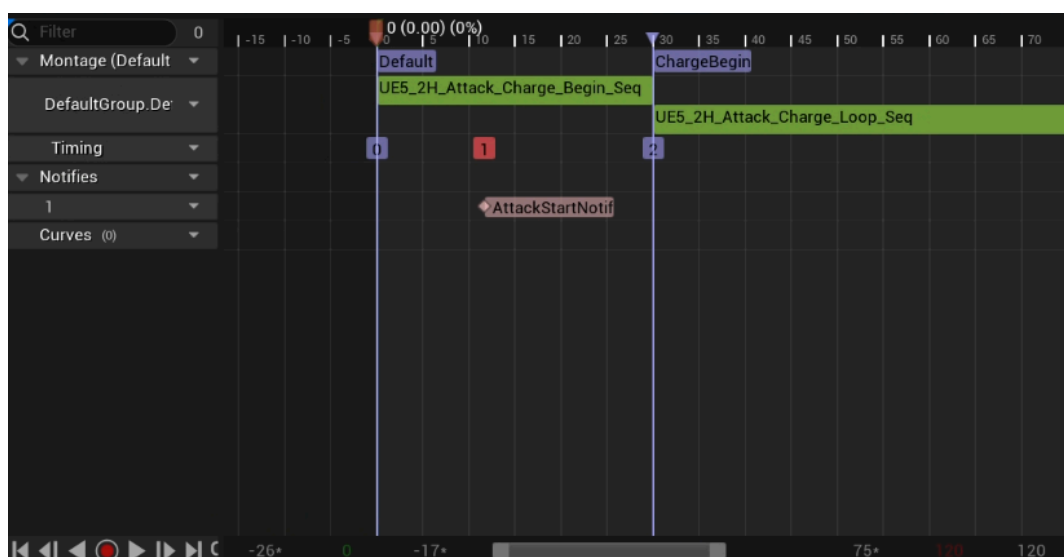 Filter 0
0 (0.00) (0%)
-15 -10 -5 0 5 10 15 20 25 30 35 40 45 50 55 60 65 70
Montage (Default
Default ChargeBegin
UE5_2H_Attack_Charge_Begin_Seq
DefaultGroup.De
UE5_2H_Attack_Charge_Loop_Seq
Timing 0 1 2
Notifies
1 AttackStartNotif
Curves (0)
-26* 0 -17* 75* 120 120